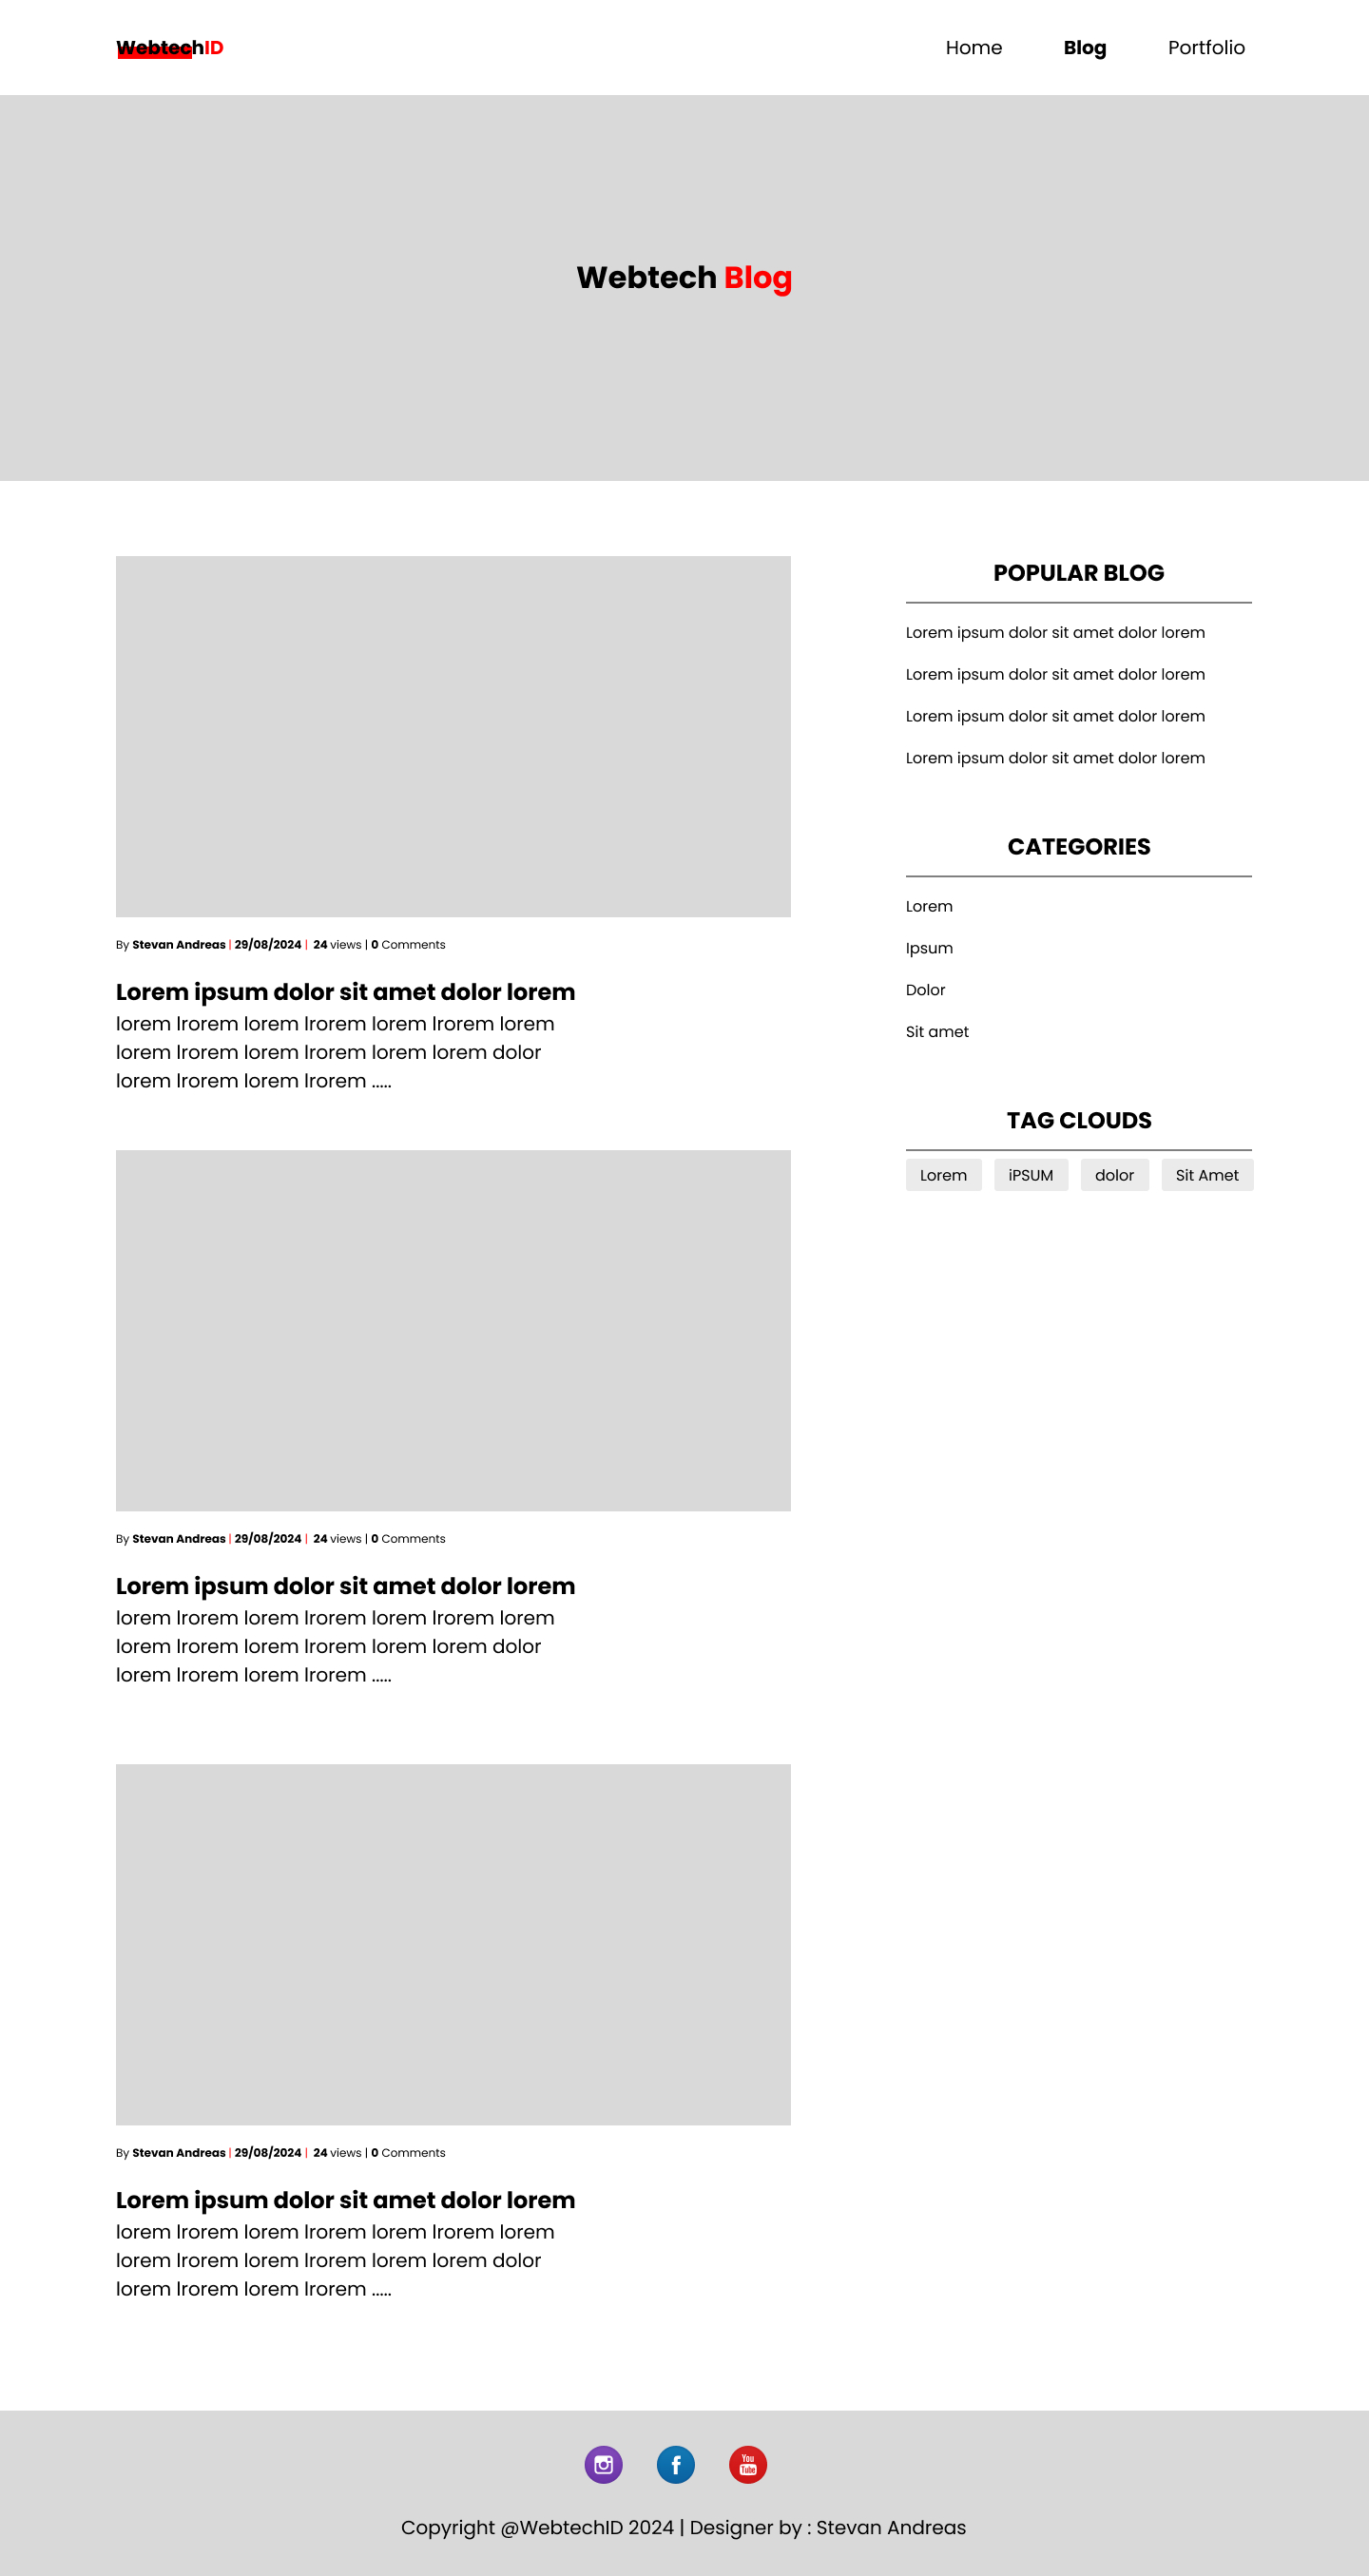 WebtechID
Home Blog Portfolio
Webtech Blog
By Stevan Andreas | 29/08/2024 | 24 views | 0 Comments
Lorem ipsum dolor sit amet dolor lorem
lorem lrorem lorem lrorem lorem lrorem lorem
lorem lrorem lorem lrorem lorem lorem dolor
lorem lrorem lorem lrorem .....
By Stevan Andreas | 29/08/2024 | 24 views | 0 Comments
Lorem ipsum dolor sit amet dolor lorem
lorem lrorem lorem lrorem lorem lrorem lorem
lorem lrorem lorem lrorem lorem lorem dolor
lorem lrorem lorem lrorem .....
By Stevan Andreas | 29/08/2024 | 24 views | 0 Comments
Lorem ipsum dolor sit amet dolor lorem
lorem lrorem lorem lrorem lorem lrorem lorem
lorem lrorem lorem lrorem lorem lorem dolor
lorem lrorem lorem lrorem .....
POPULAR BLOG
Lorem ipsum dolor sit amet dolor lorem
Lorem ipsum dolor sit amet dolor lorem
Lorem ipsum dolor sit amet dolor lorem
Lorem ipsum dolor sit amet dolor lorem
CATEGORIES
Lorem
Ipsum
Dolor
Sit amet
TAG CLOUDS
Lorem iPSUM dolor Sit Amet
You
Tube
Copyright @WebtechID 2024 | Designer by : Stevan Andreas